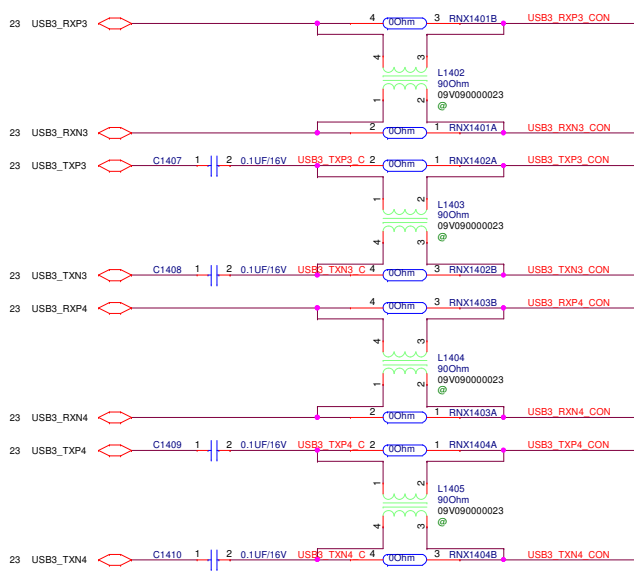 23 USB3_RXP3 4 0Ohm 3 RNX1401B USB3_RXP3_CON
4 3
L1402
90Ohm
09V090000023
@
1 2
23 USB3_RXN3 2 0Ohm 1 RNX1401A USB3_RXN3_CON
23 USB3_TXP3 C1407 1 2 0.1UF/16V USB3_TXP3_C 2 0Ohm 1 RNX1402A USB3_TXP3_CON
1 2
L1403
90Ohm
09V090000023
@
4 3
23 USB3_TXN3 C1408 1 2 0.1UF/16V USB3_TXN3_C 4 0Ohm 3 RNX1402B USB3_TXN3_CON
23 USB3_RXP4 4 0Ohm 3 RNX1403B USB3_RXP4_CON
4 3
L1404
90Ohm
09V090000023
@
1 2
23 USB3_RXN4 2 0Ohm 1 RNX1403A USB3_RXN4_CON
23 USB3_TXP4 C1409 1 2 0.1UF/16V USB3_TXP4_C 2 0Ohm 1 RNX1404A USB3_TXP4_CON
1 2
L1405
90Ohm
09V090000023
@
4 3
23 USB3_TXN4 C1410 1 2 0.1UF/16V USB3_TXN4_C 4 0Ohm 3 RNX1404B USB3_TXN4_CON